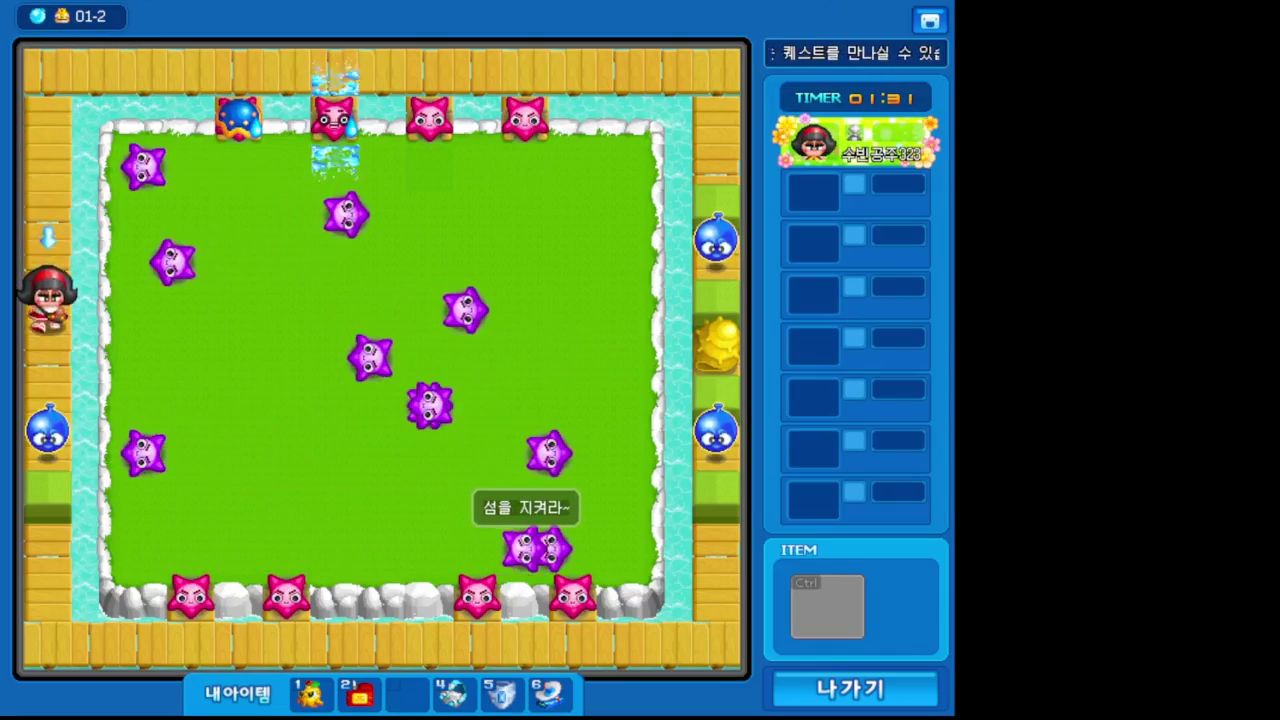 01-2
: 퀘스트를 만나실 수 있
TIMER 01:31
수빈공주023
섬을 지켜라~
ITEM
Ctrl
내아이템
1
2
4
5
6
나가기